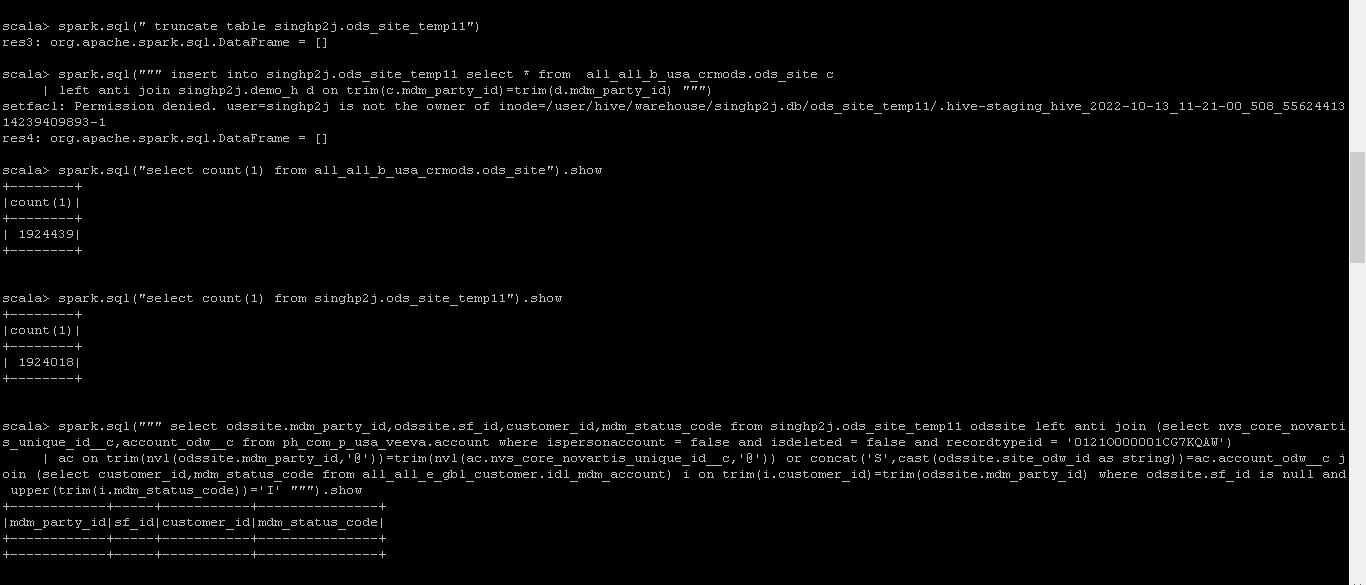 scala> spark.sql(" truncate table singhp2j.ods_site_temp11")
res3: org.apache.spark.sql.DataFrame = []
scala> spark.sql(""" insert into singhp2j.ods_site_temp11 select * from  all_all_b_usa_crmods.ods_site c
     | left anti join singhp2j.demo_h d on trim(c.mdm_party_id)=trim(d.mdm_party_id) """)
setfacl: Permission denied. user=singhp2j is not the owner of inode=/user/hive/warehouse/singhp2j.db/ods_site_temp11/.hive-staging_hive_2022-10-13_11-21-00_508_55624413
14239409893-1
res4: org.apache.spark.sql.DataFrame = []
scala> spark.sql("select count(1) from all_all_b_usa_crmods.ods_site").show
+--------+
|count(1)|
+--------+
| 1924439|
+--------+
scala> spark.sql("select count(1) from singhp2j.ods_site_temp11").show
+--------+
|count(1)|
+--------+
| 1924018|
+--------+
scala> spark.sql(""" select odssite.mdm_party_id,odssite.sf_id,customer_id,mdm_status_code from singhp2j.ods_site_temp11 odssite left anti join (select nvs_core_novarti
s_unique_id__c,account_odw__c from ph_com_p_usa_veeva.account where ispersonaccount = false and isdeleted = false and recordtypeid = '01210000001CG7KQAW')
     | ac on trim(nvl(odssite.mdm_party_id,'@'))=trim(nvl(ac.nvs_core_novartis_unique_id__c,'@')) or concat('S',cast(odssite.site_odw_id as string))=ac.account_odw__c j
oin (select customer_id,mdm_status_code from all_all_e_gbl_customer.idl_mdm_account) i on trim(i.customer_id)=trim(odssite.mdm_party_id) where odssite.sf_id is null and
 upper(trim(i.mdm_status_code))='I' """).show
+------------+-----+-----------+---------------+
|mdm_party_id|sf_id|customer_id|mdm_status_code|
+------------+-----+-----------+---------------+
+------------+-----+-----------+---------------+